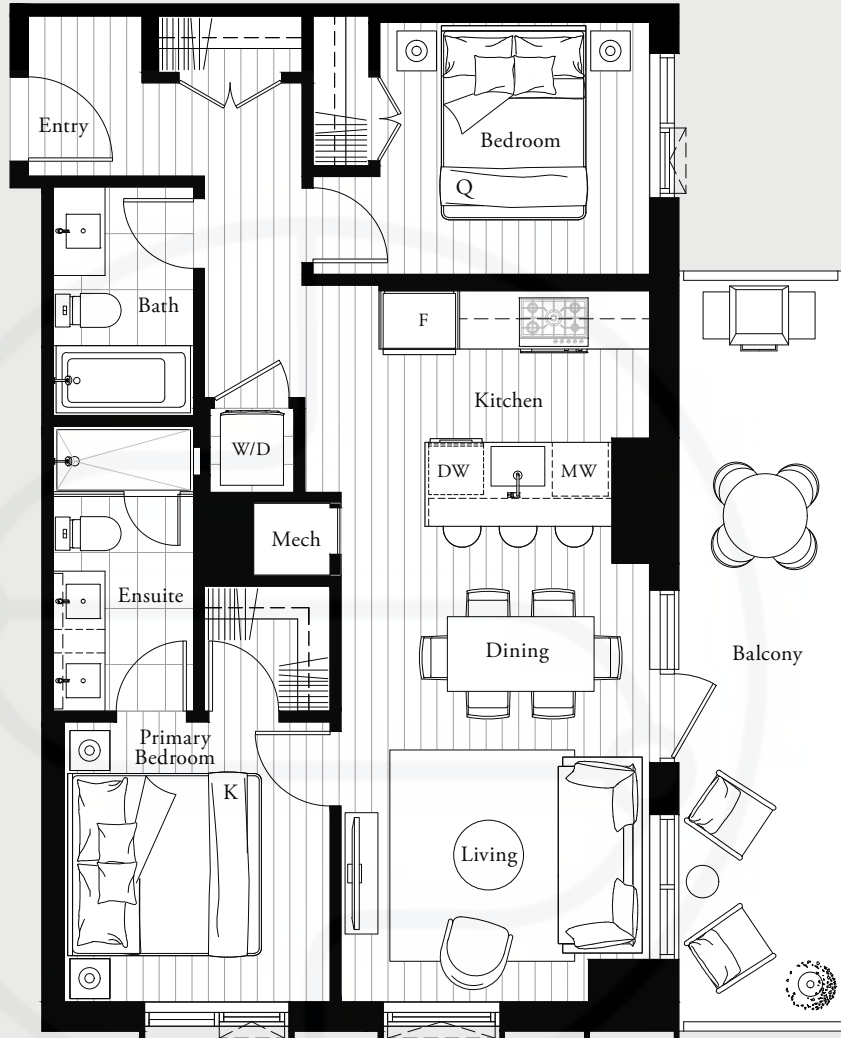 Entry
Bedroom
Q
Bath
F
Kitchen
W/D
DW
MW
Mech
Ensuite
Dining
Balcony
Primary
Bedroom
K
Living